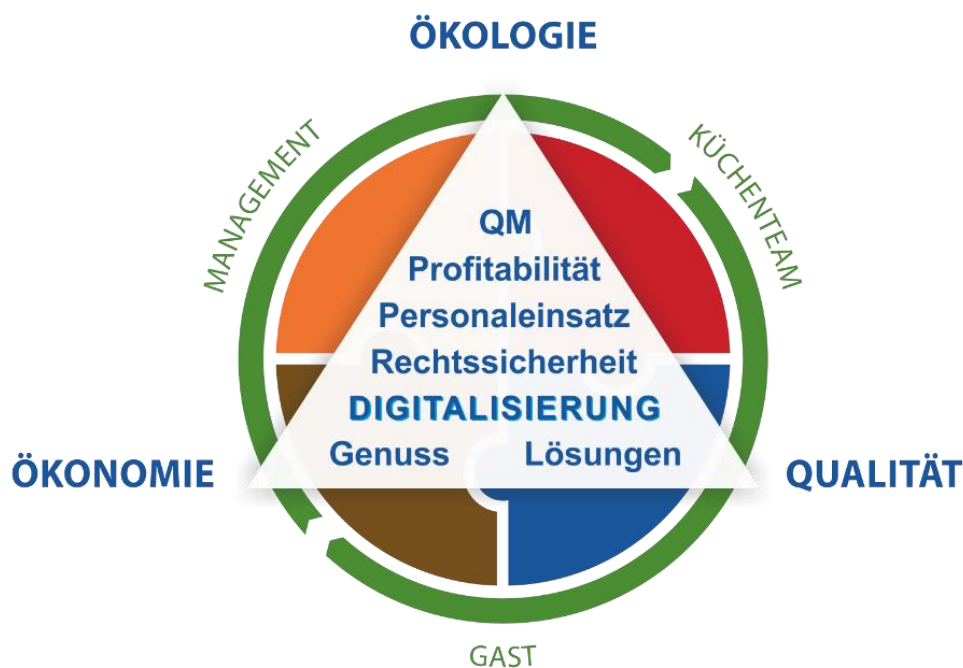 ÖKOLOGIE
MANAGEMENT
KÜCHENTEAM
QM
Profitabilität
Personaleinsatz
Rechtssicherheit
DIGITALISIERUNG
Genuss Lösungen
ÖKONOMIE
QUALITÄT
GAST